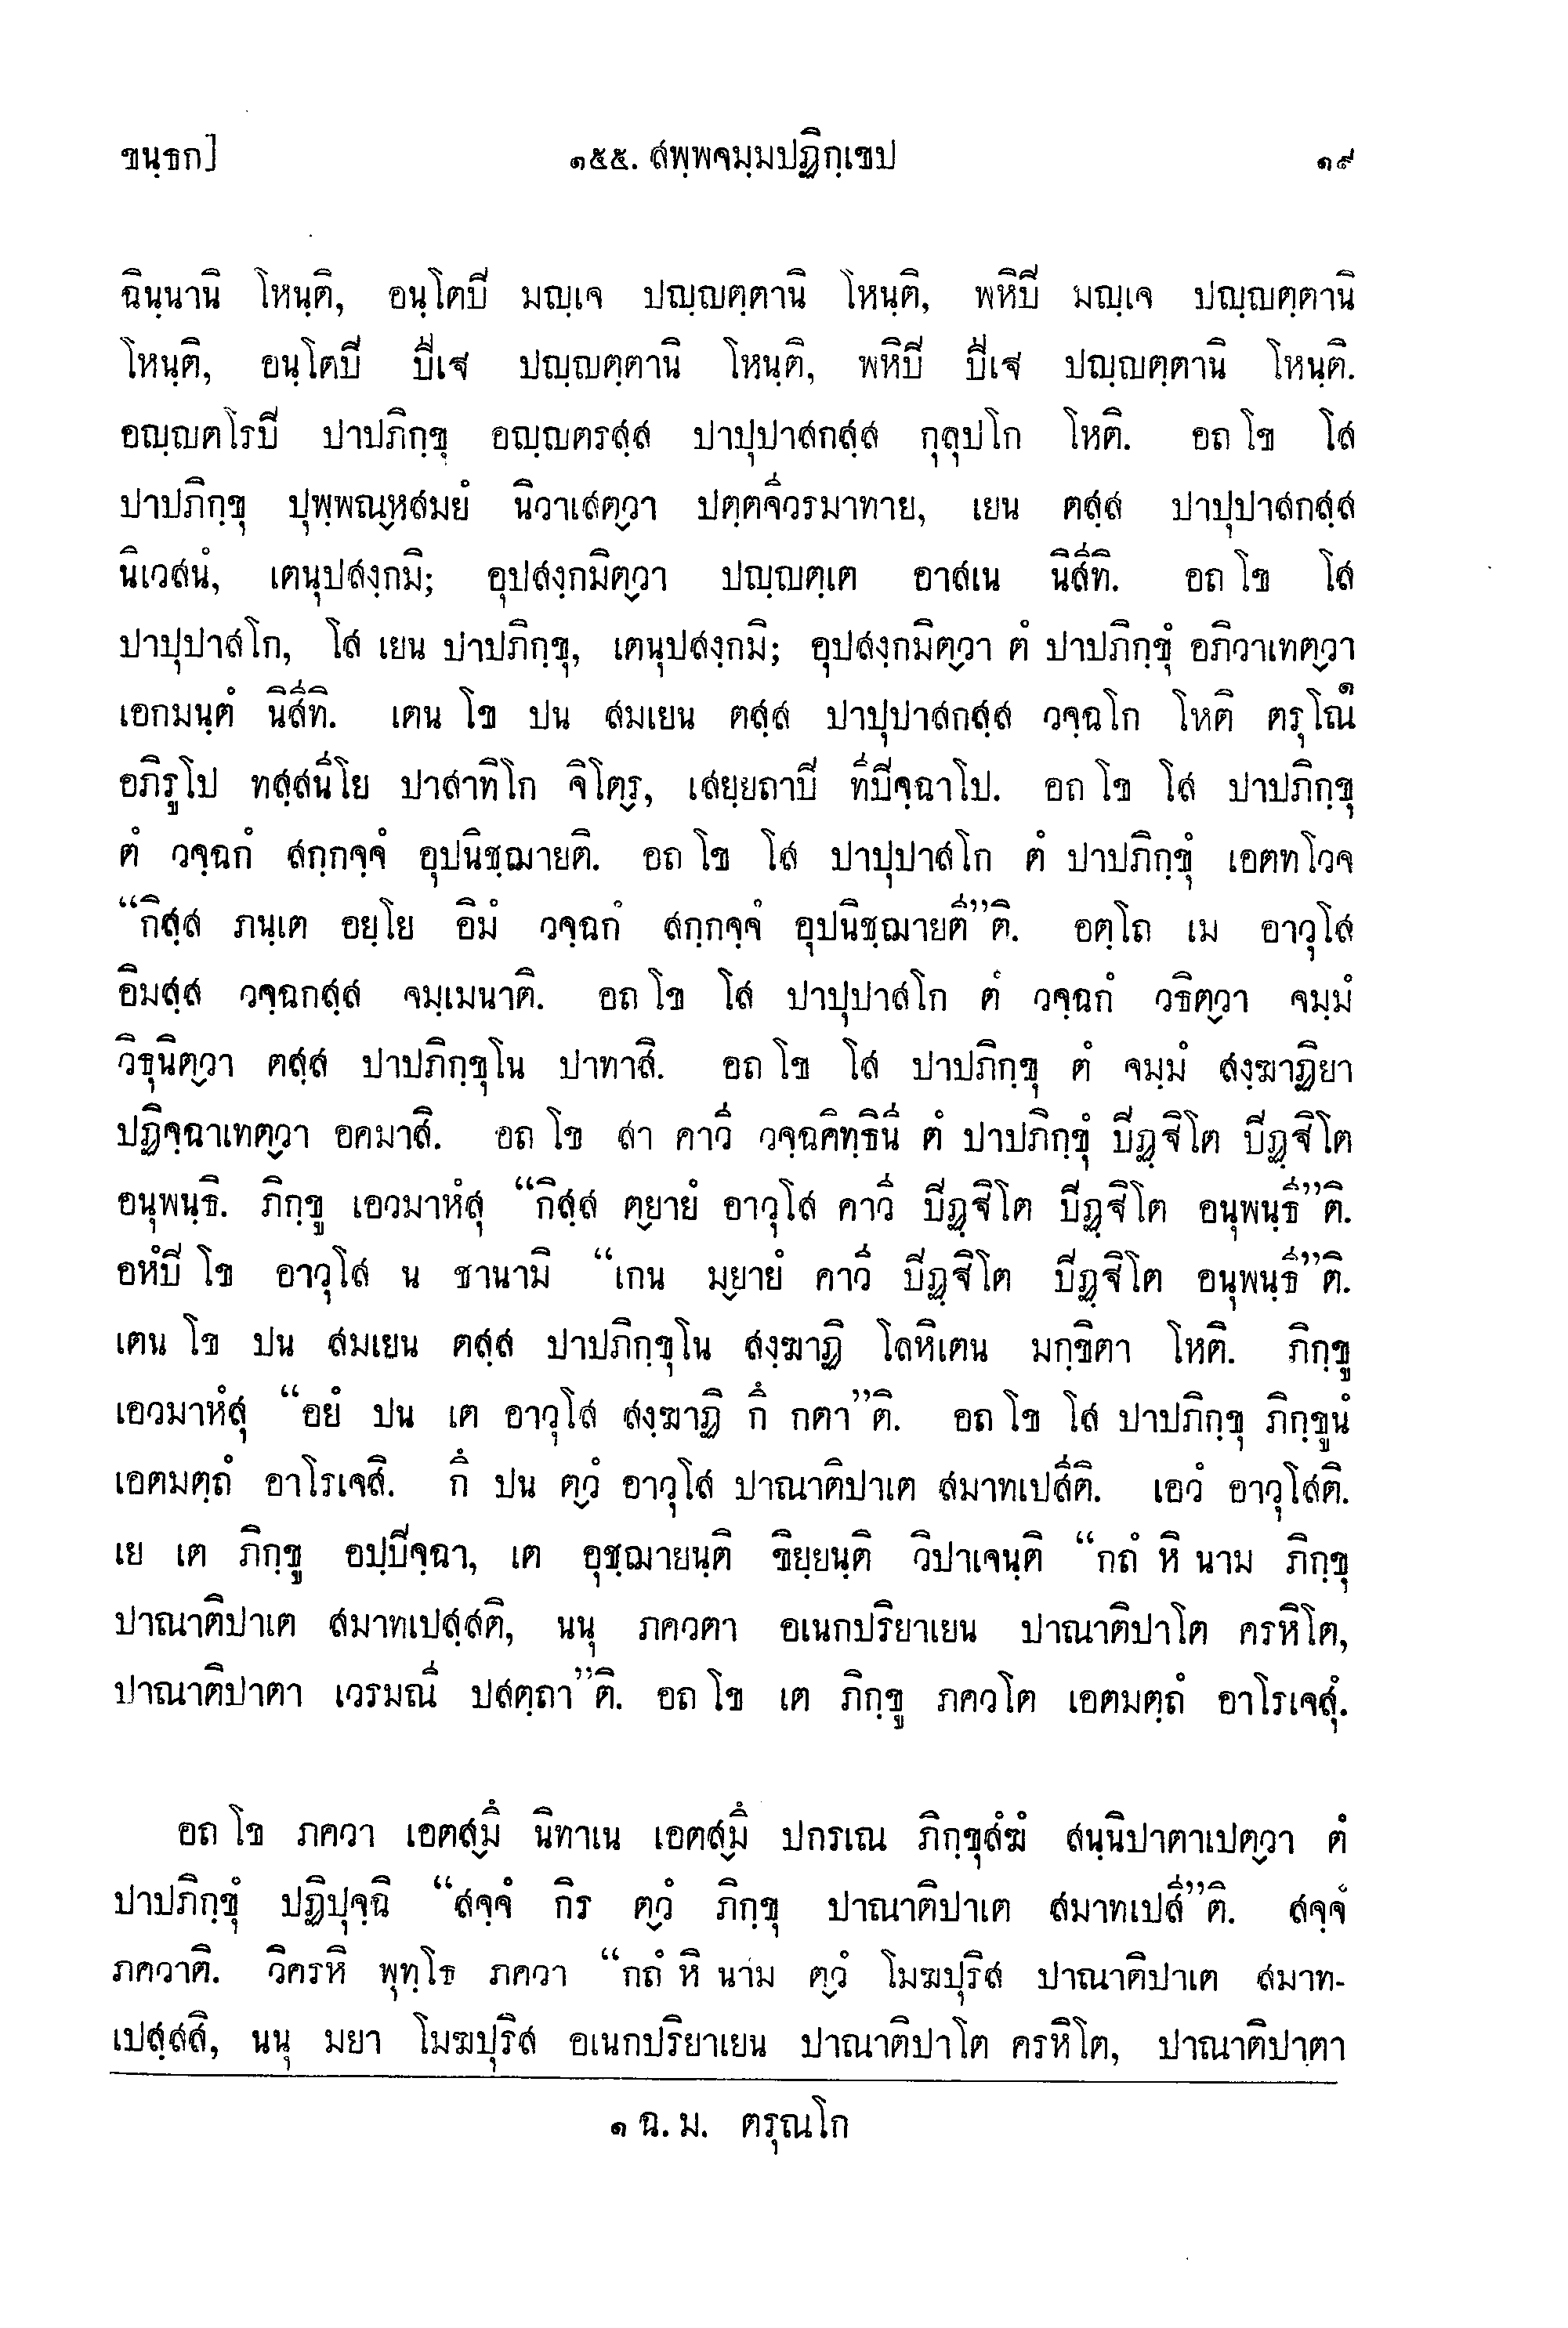 ขนฺธก]
๑๕๕. สพฺพจมฺมปฏิกฺเขป
๑๙
ฉินฺนานิ โหนฺติ, อนฺโตปิ มญฺเจ ปญฺญตฺตานิ โหนฺติ, พหิปิ มญฺเจ ปญฺญตฺตานิ
โหนฺติ, อนฺโตปิ ปีเฐ ปญฺญตฺตานิ โหนฺติ, พหิปิ ปีเฐ ปญฺญตฺตานิ โหนฺติ.
อญฺญตโรปิ ปาปภิกฺขุ อญฺญตรสฺส ปาปุปาสกสฺส กุลุปโก โหติ. อถ โข โส
ปาปภิกฺขุ ปุพฺพณฺหสมยํ นิวาเสตฺวา ปตฺตจีวรมาทาย, เยน ตสฺส ปาปุปาสกสฺส
นิเวสนํ, เตนุปสงฺกมิ; อุปสงฺกมิตฺวา ปญฺญตฺเต อาสเน นิสีทิ. อถ โข โส
ปาปุปาสโก, โส เยน ปาปภิกฺขุ, เตนุปสงฺกมิ; อุปสงฺกมิตฺวา ตํ ปาปภิกฺขุํ อภิวาเทตฺวา
เอกมนฺตํ นิสีทิ. เตน โข ปน สมเยน ตสฺส ปาปุปาสกสฺส วจฺฉโก โหติ ตรุโณ๑
อภิรูโป ทสฺสนีโย ปาสาทิโก จิโตฺร, เสยฺยถาปิ ทีปิจฺฉาโป. อถ โข โส ปาปภิกฺขุ
ตํ วจฺฉกํ สกฺกจฺจํ อุปนิชฺฌายติ. อถ โข โส ปาปุปาสโก ตํ ปาปภิกฺขุํ เอตทโวจ
“กิสฺส ภนฺเต อยฺโย อิมํ วจฺฉกํ สกฺกจฺจํ อุปนิชฺฌายตี”ติ. อตฺโถ เม อาวุโส
อิมสฺส วจฺฉกสฺส จมฺเมนาติ. อถ โข โส ปาปุปาสโก ตํ วจฺฉกํ วธิตฺวา จมฺมํ
วิธุนิตฺวา ตสฺส ปาปภิกฺขุโน ปาทาสิ. อถ โข โส ปาปภิกฺขุ ตํ จมฺมํ สงฺฆาฏิยา
ปฏิจฺฉาเทตฺวา อคมาสิ. อถ โข สา คาวี วจฺฉคิทฺธินี ตํ ปาปภิกฺขุํ ปิฏฺฐิโต ปิฏฺฐิโต
อนุพนฺธิ. ภิกฺขู เอวมาหํสุ “กิสฺส ตฺยายํ อาวุโส คาวี ปิฏฺฐิโต ปิฏฺฐิโต อนุพนฺธี”ติ.
อหํปิ โข อาวุโส น ชานามิ “เกน มฺยายํ คาวี ปิฏฺฐิโต ปิฏฺฐิโต อนุพนฺธี”ติ.
เตน โข ปน สมเยน ตสฺส ปาปภิกฺขุโน สงฺฆาฏิ โลหิเตน มกฺขิตา โหติ. ภิกฺขู
เอวมาหํสุ “อยํ ปน เต อาวุโส สงฺฆาฏิ กึ กตา”ติ. อถ โข โส ปาปภิกฺขุ ภิกฺขูนํ
เอตมตฺถํ อาโรเจสิ. กึ ปน ตฺวํ อาวุโส ปาณาติปาเต สมาทเปสีติ. เอวํ อาวุโสติ.
เย เต ภิกฺขู อปฺปิจฺฉา, เต อุชฺฌายนฺติ ขิยฺยนฺติ วิปาเจนฺติ “กถํ หิ นาม ภิกฺขุ
ปาณาติปาเต สมาทเปสฺสติ, นนุ ภควตา อเนกปริยาเยน ปาณาติปาโต ครหิโต,
ปาณาติปาตา เวรมณี ปสตฺถา”ติ. อถ โข เต ภิกฺขู ภควโต เอตมตฺถํ อาโรเจสุํ.
อถ โข ภควา เอตสฺมึ นิทาเน เอตสฺมึ ปกรเณ ภิกฺขุสํฆํ สนฺนิปาตาเปตฺวา ตํ
ปาปภิกฺขุํ ปฏิปุจฺฉิ “สจฺจํ กิร ตฺวํ ภิกฺขุ ปาณาติปาเต สมาทเปสี”ติ. สจฺจํ
ภควาติ. วิครหิ พุทฺโธ ภควา “กถํ หิ นาม ตฺวํ โมฆปุริส ปาณาติปาเต สมาท-
เปสฺสสิ, นนุ มยา โมฆปุริส อเนกปริยาเยน ปาณาติปาโต ครหิโต, ปาณาติปาตา
๑ ฉ. ม. ตรุณโก